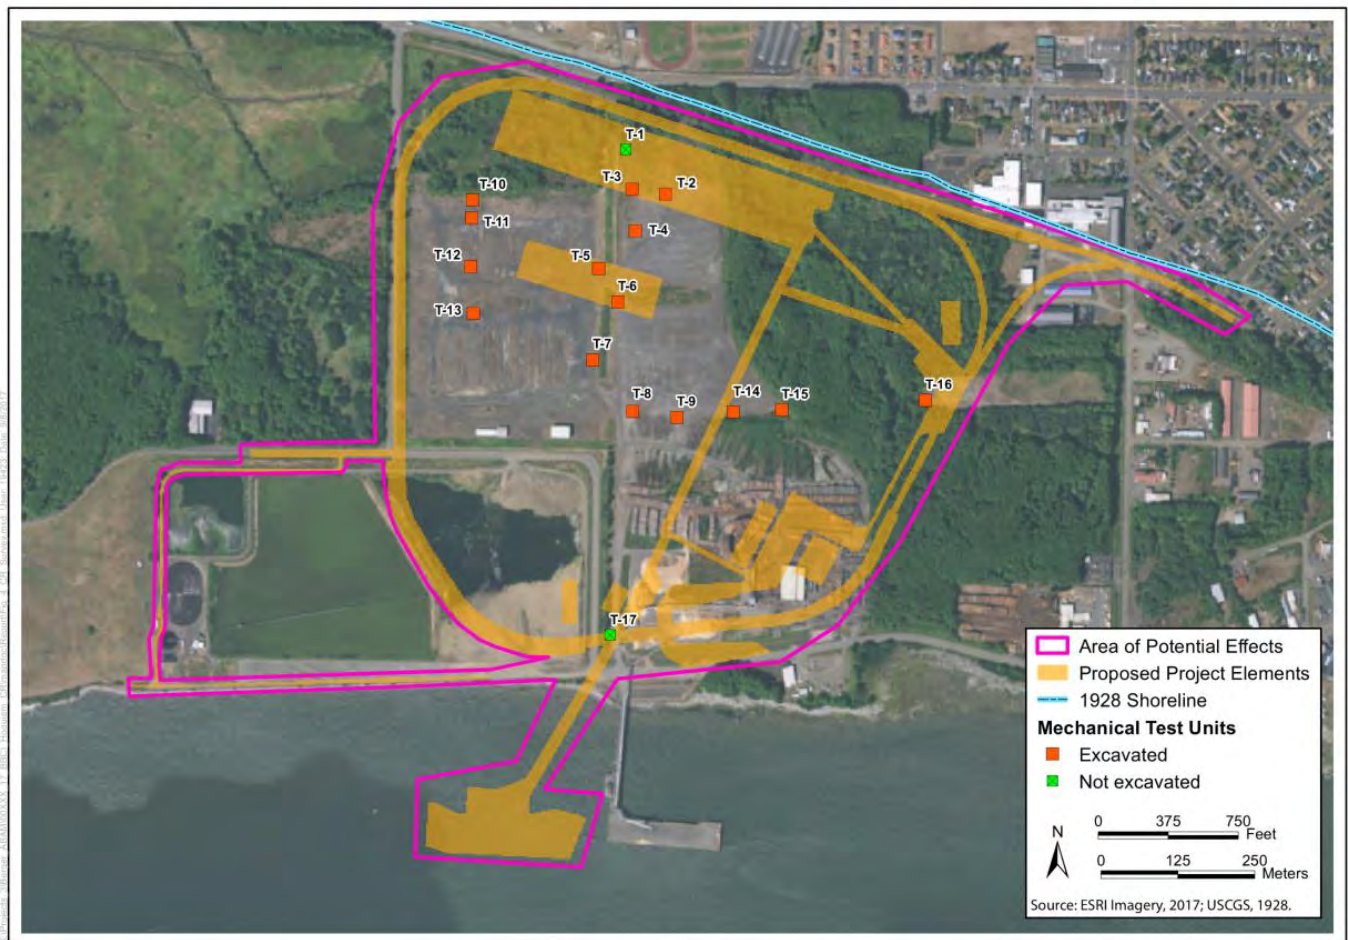 T-1
T-3
T-2
T-10
T-11
T-4
T-12
T-5
T-6
T-13
T-7
T-8
T-9
T-14
T-15
T-16
T-17
Area of Potential Effects
Proposed Project Elements
1928 Shoreline
Mechanical Test Units
Excavated
Not excavated
N
0 375 750
Feet
0 125 250
Meters
Source: ESRI Imagery, 2017; USCGS, 1928.